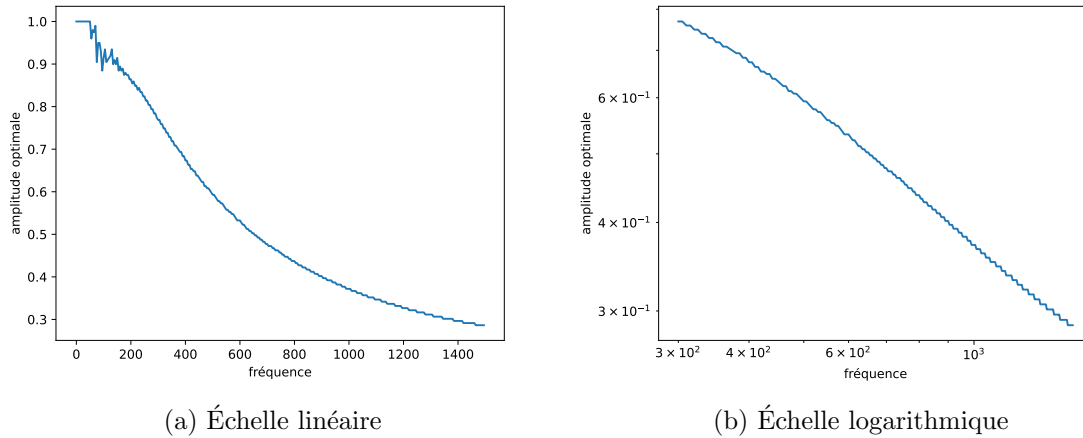 1.0
0.9
0.8
0.7
0.6
0.5
0.4
0.3
amplitude optimale
0 200 400 600 800 1000 1200 1400
fréquence
(a) Échelle linéaire
6 × 10⁻¹
4 × 10⁻¹
3 × 10⁻¹
amplitude optimale
3 × 10² 4 × 10² 6 × 10² 10³
fréquence
(b) Échelle logarithmique